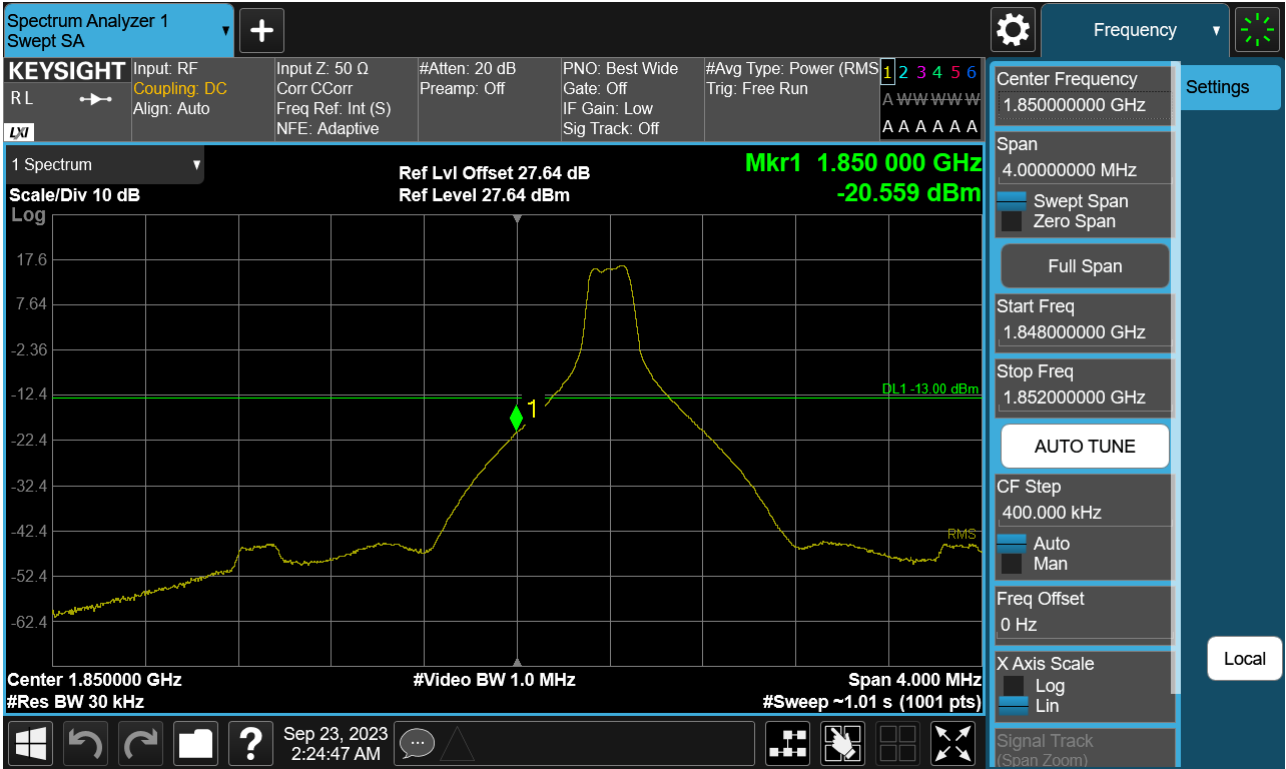 Spectrum Analyzer 1
Swept SA
+
Frequency
KEYSIGHT
R L
LXI
Input: RF
Coupling: DC
Align: Auto
Input Z: 50 Ω
Corr CCorr
Freq Ref: Int (S)
NFE: Adaptive
#Atten: 20 dB
Preamp: Off
PNO: Best Wide
Gate: Off
IF Gain: Low
Sig Track: Off
#Avg Type: Power (RMS
Trig: Free Run
1 2 3 4 5 6
A W W W W W
A A A A A A
1 Spectrum
Scale/Div 10 dB
Ref Lvl Offset 27.64 dB
Ref Level 27.64 dBm
Mkr1 1.850 000 GHz
-20.559 dBm
Log
17.6
7.64
-2.36
-12.4
-22.4
-32.4
-42.4
-52.4
-62.4
DL1 -13.00 dBm
1
RMS
Center 1.850000 GHz
#Video BW 1.0 MHz
Span 4.000 MHz
#Res BW 30 kHz
#Sweep ~1.01 s (1001 pts)
Center Frequency
1.850000000 GHz
Settings
Span
4.00000000 MHz
Swept Span
Zero Span
Full Span
Start Freq
1.848000000 GHz
Stop Freq
1.852000000 GHz
AUTO TUNE
CF Step
400.000 kHz
Auto
Man
Freq Offset
0 Hz
X Axis Scale
Log
Lin
Local
Signal Track
(Span Zoom)
?
Sep 23, 2023
2:24:47 AM